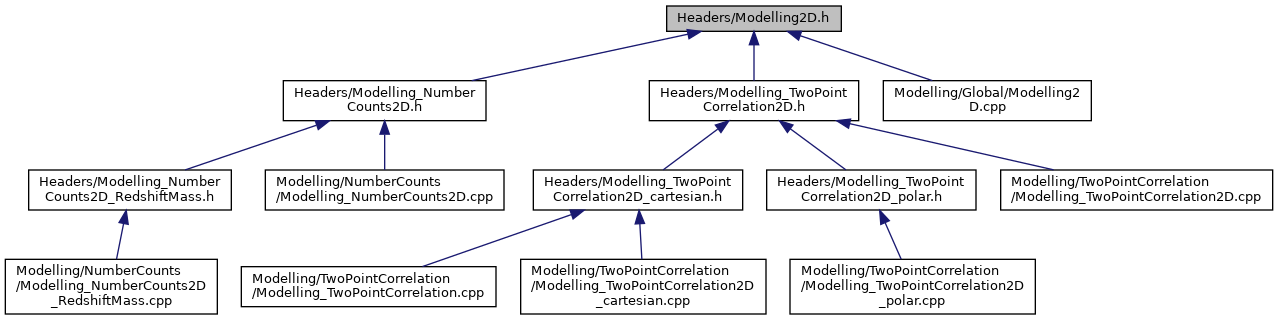 Headers/Modelling2D.h
Headers/Modelling_Number
Counts2D.h
Headers/Modelling_TwoPoint
Correlation2D.h
Modelling/Global/Modelling2
D.cpp
Headers/Modelling_Number
Counts2D_RedshiftMass.h
Modelling/NumberCounts
/Modelling_NumberCounts2D.cpp
Headers/Modelling_TwoPoint
Correlation2D_cartesian.h
Headers/Modelling_TwoPoint
Correlation2D_polar.h
Modelling/TwoPointCorrelation
/Modelling_TwoPointCorrelation2D.cpp
Modelling/NumberCounts
/Modelling_NumberCounts2D
_RedshiftMass.cpp
Modelling/TwoPointCorrelation
/Modelling_TwoPointCorrelation.cpp
Modelling/TwoPointCorrelation
/Modelling_TwoPointCorrelation2D
_cartesian.cpp
Modelling/TwoPointCorrelation
/Modelling_TwoPointCorrelation2D
_polar.cpp